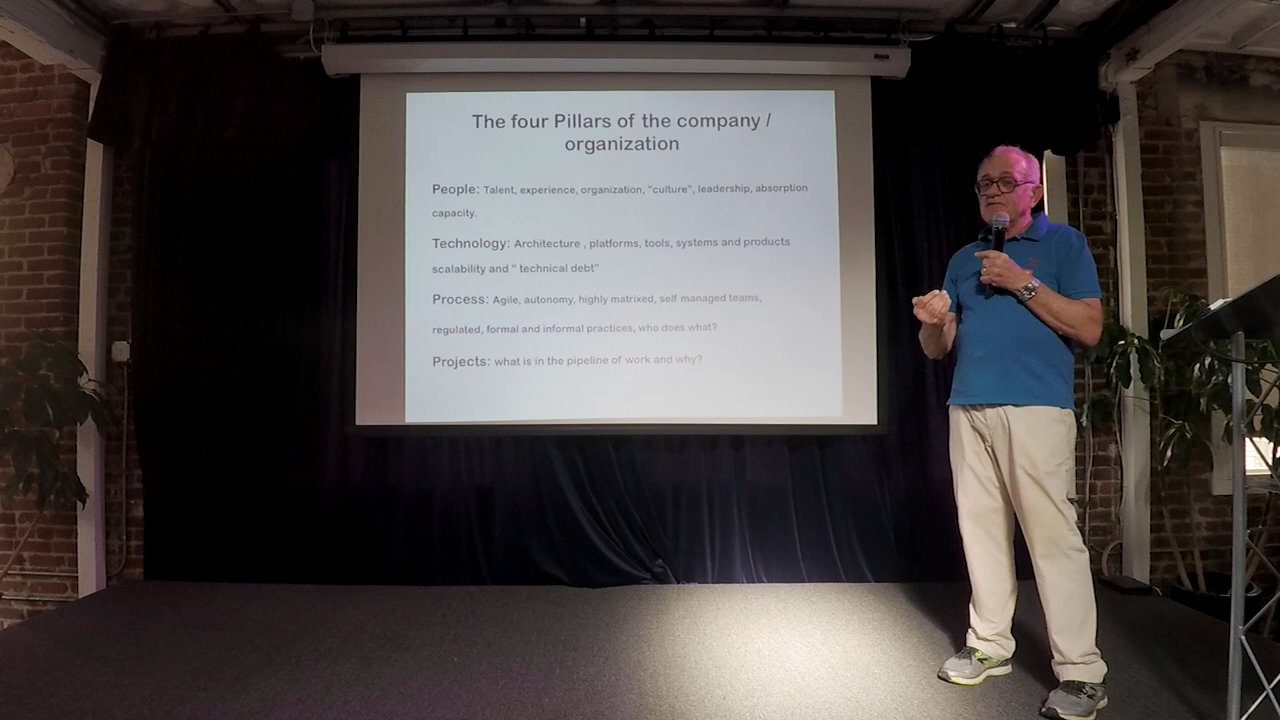 The four Pillars of the company /
organization
People: Talent, experience, organization, "culture", leadership, absorption
capacity.
Technology: Architecture , platforms, tools, systems and products
scalability and " technical debt"
Process: Agile, autonomy, highly matrixed, self managed teams,
regulated, formal and informal practices, who does what?
Projects: what is in the pipeline of work and why?